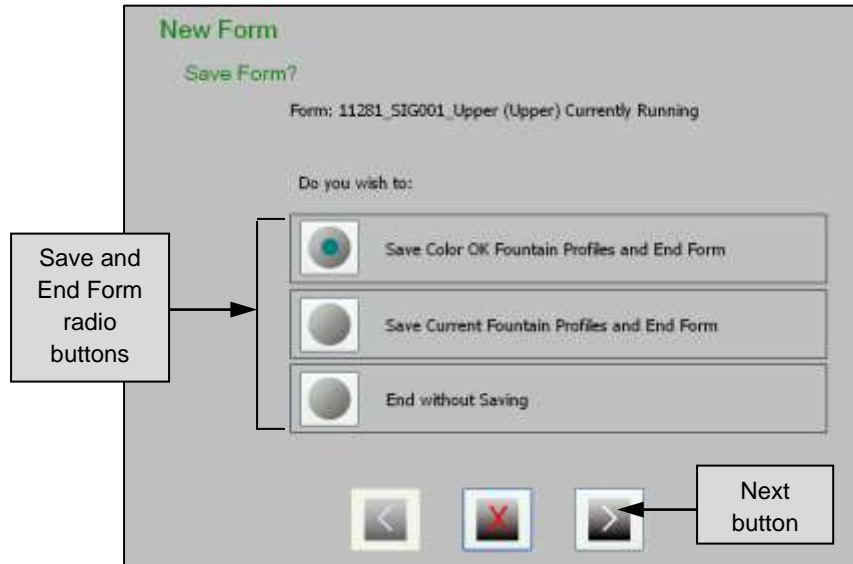 New Form
Save Form?
Form: 11281_SIG001_Upper (Upper) Currently Running
Do you wish to:
Save Color OK Fountain Profiles and End Form
Save Current Fountain Profiles and End Form
End without Saving
Save and
End Form
radio
buttons
Next
button